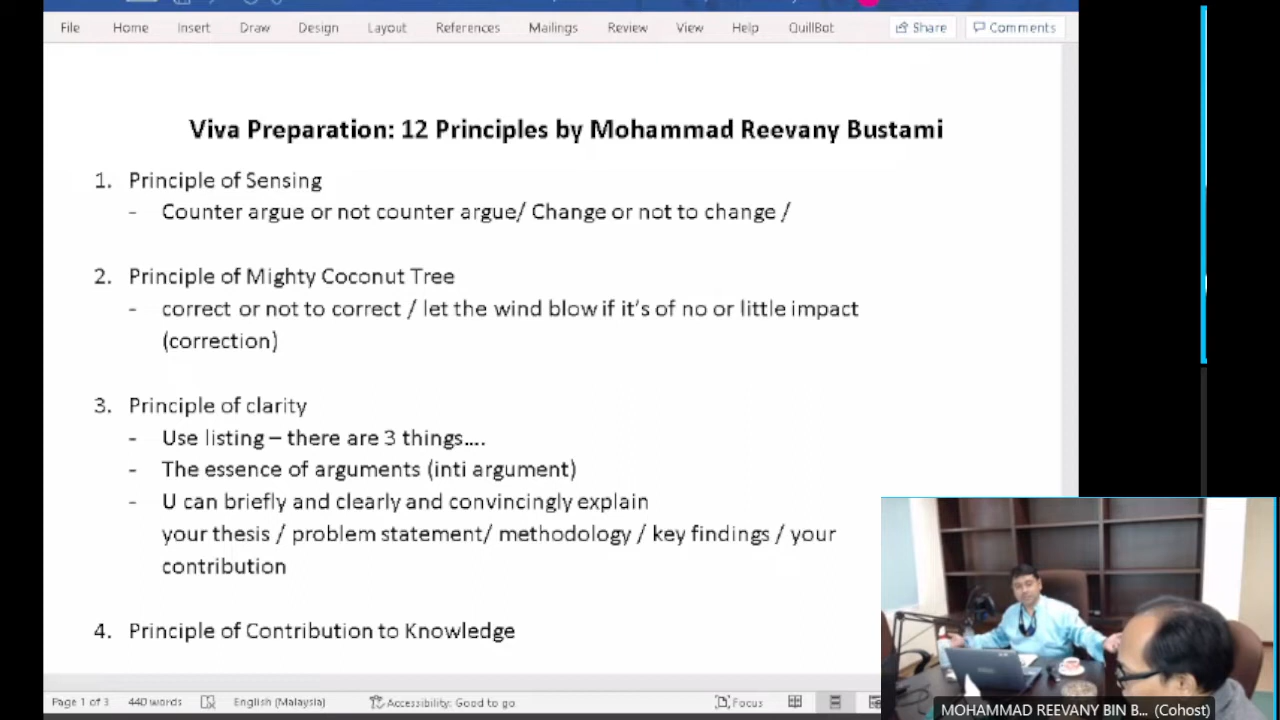 File Home Insert Draw Design Layout References Mailings Review View Help QuillBot Share Comments
Viva Preparation: 12 Principles by Mohammad Reevany Bustami
1. Principle of Sensing
- Counter argue or not counter argue/ Change or not to change /
2. Principle of Mighty Coconut Tree
- correct or not to correct / let the wind blow if it's of no or little impact
(correction)
3. Principle of clarity
- Use listing – there are 3 things....
- The essence of arguments (inti argument)
- U can briefly and clearly and convincingly explain
your thesis / problem statement/ methodology / key findings / your
contribution
4. Principle of Contribution to Knowledge
Page 1 of 3 440 words English (Malaysia) Accessibility: Good to go Focus
MOHAMMAD REEVANY BIN B... (Cohost)